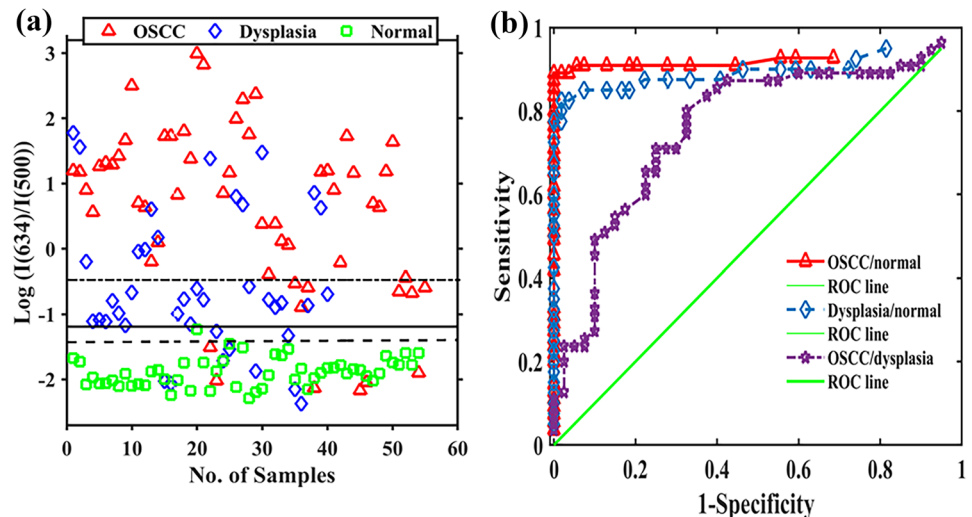 (a)
OSCC Dysplasia Normal
Log (I(634)/I(500))
3
2
1
0
-1
-2
0 10 20 30 40 50 60
No. of Samples
(b)
Sensitivity
1
0.8
0.6
0.4
0.2
0
OSCC/normal
ROC line
Dysplasia/normal
ROC line
OSCC/dysplasia
ROC line
0 0.2 0.4 0.6 0.8 1
1-Specificity